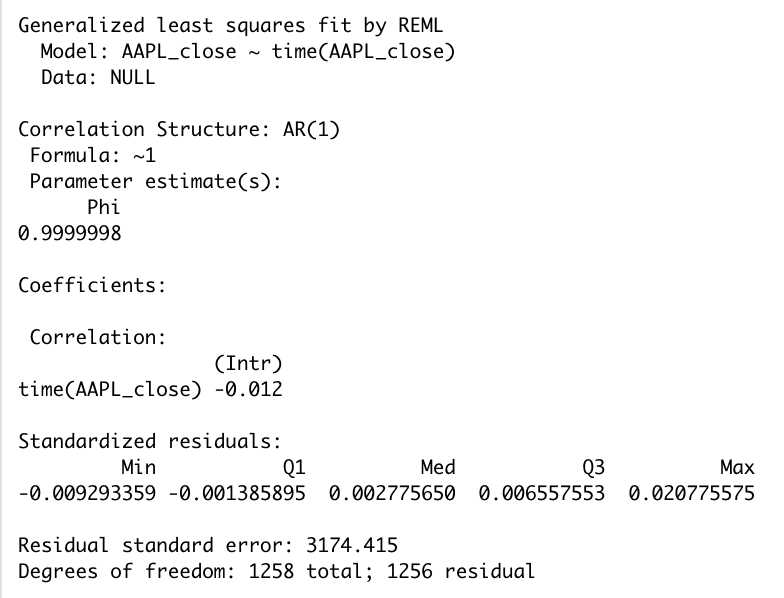 Generalized least squares fit by REML
  Model: AAPL_close ~ time(AAPL_close)
  Data: NULL

Correlation Structure: AR(1)
 Formula: ~1
 Parameter estimate(s):
      Phi
0.9999998

Coefficients:

 Correlation:
                 (Intr)
time(AAPL_close) -0.012

Standardized residuals:
         Min           Q1          Med           Q3          Max
-0.009293359 -0.001385895  0.002775650  0.006557553  0.020775575

Residual standard error: 3174.415
Degrees of freedom: 1258 total; 1256 residual